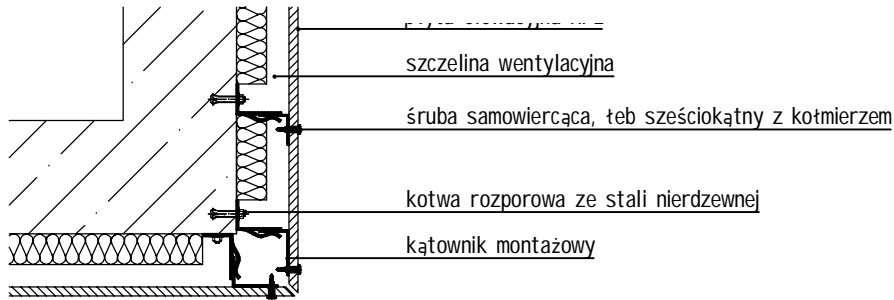 szczelina wentylacyjna
śruba samowiercąca, łeb sześciokątny z kołmierzem
kotwa rozporowa ze stali nierdzewnej
kątownik montażowy